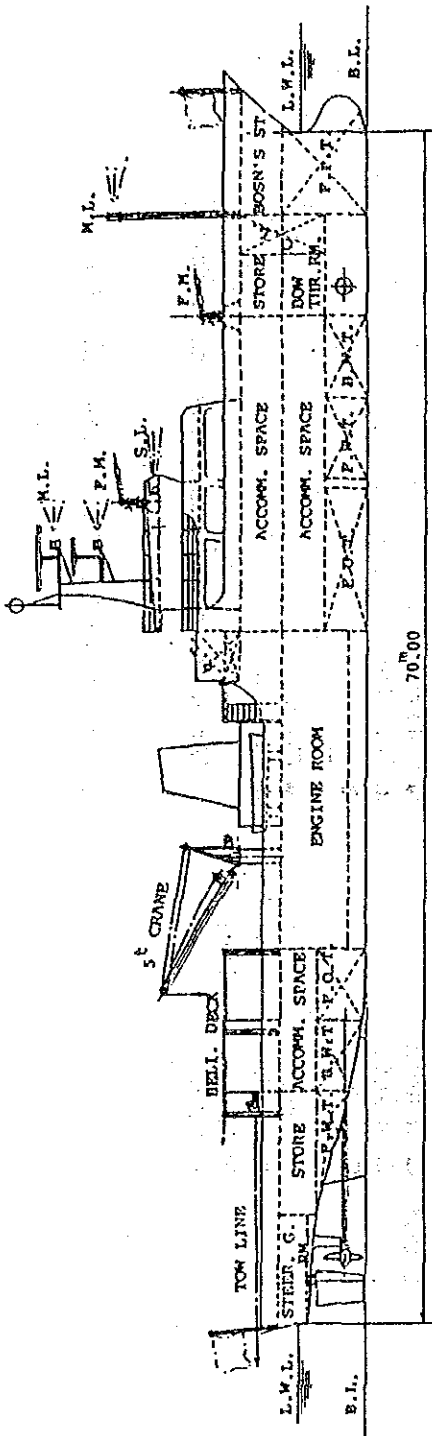 TOW LINE
HELI. DECK
5t CRANE
M.L.
F.M.
S.L.
F.M.
M.L.
L.W.L.
B.L.
STEER. G. RM
STORE
F.W.T.
ACCOMM. SPACE
B.W.T.
F.O.T.
ENGINE ROOM
ACCOMM. SPACE
ACCOMM. SPACE
F.O.T.
F.W.T.
B.W.T.
STORE
BOW THR.RM.
BOSN'S ST
F.P.T
L.W.L.
B.L.
70.00m